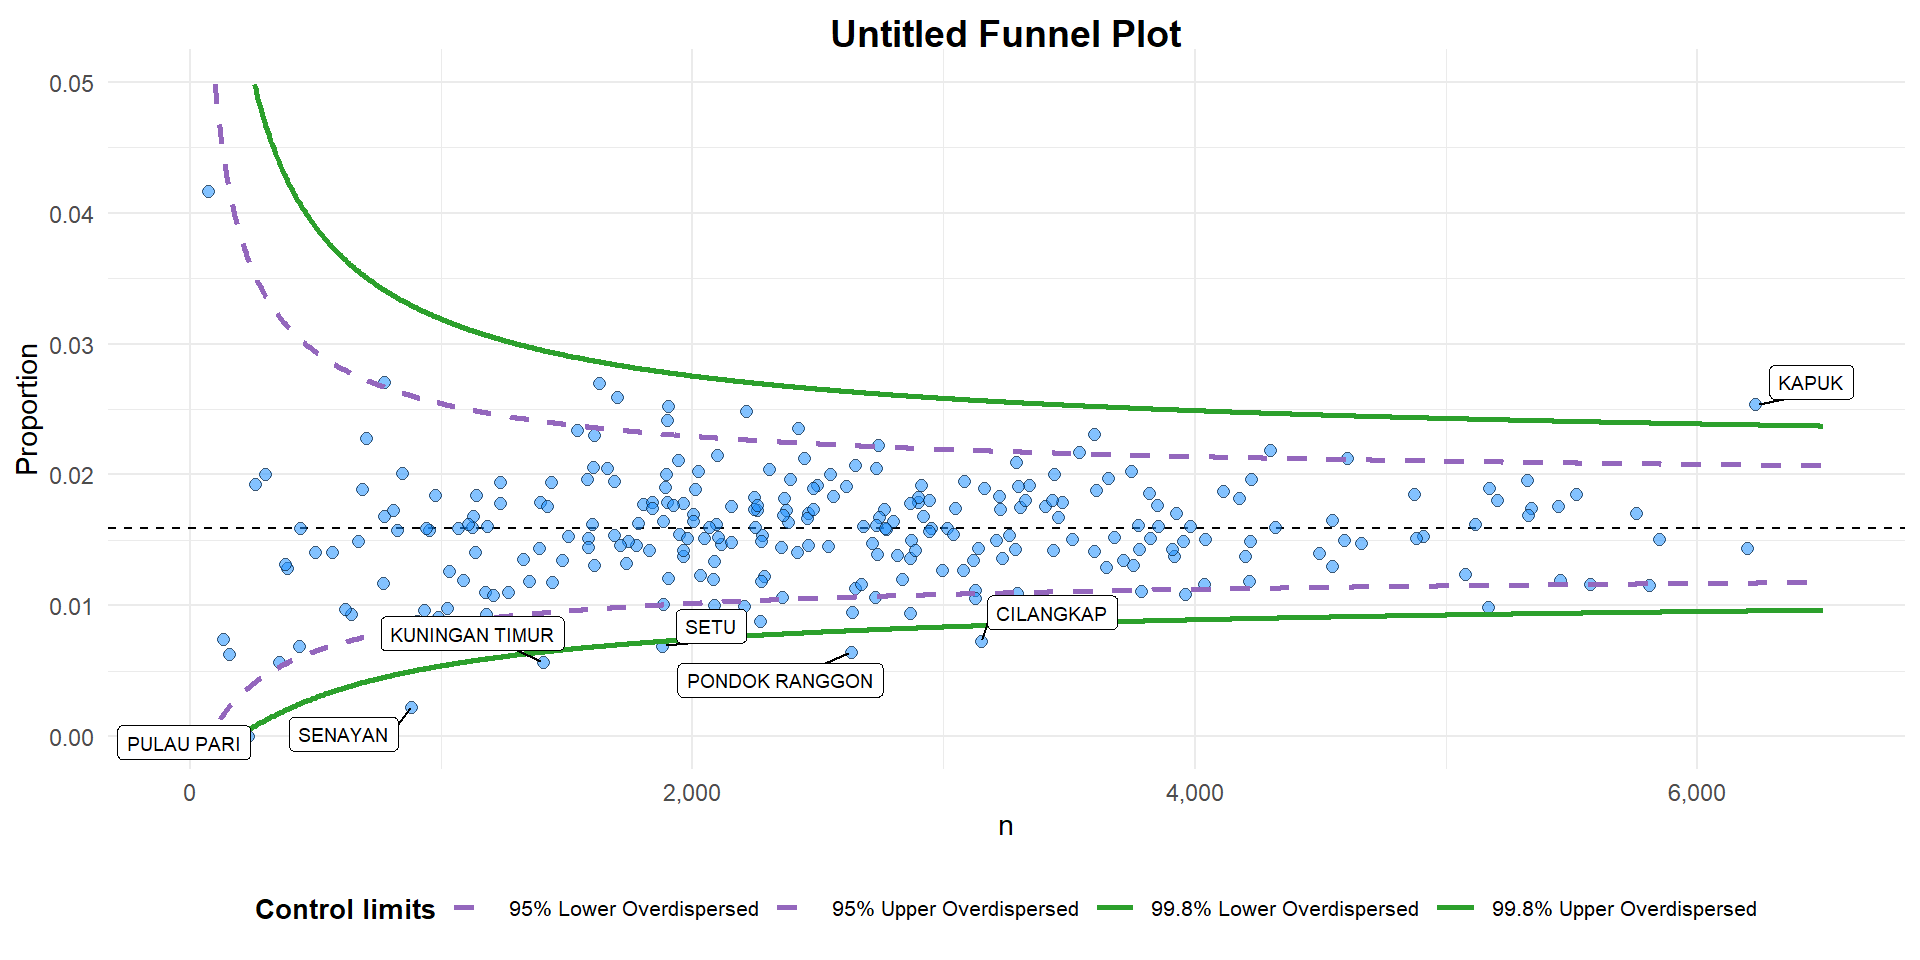 Untitled Funnel Plot
0.05
0.04
0.03
0.02
0.01
0.00
Proportion
KAPUK
CILANGKAP
SETU
KUNINGAN TIMUR
PONDOK RANGGON
SENAYAN
PULAU PARI
0 2,000 4,000 6,000
n
Control limits 95% Lower Overdispersed 95% Upper Overdispersed 99.8% Lower Overdispersed 99.8% Upper Overdispersed